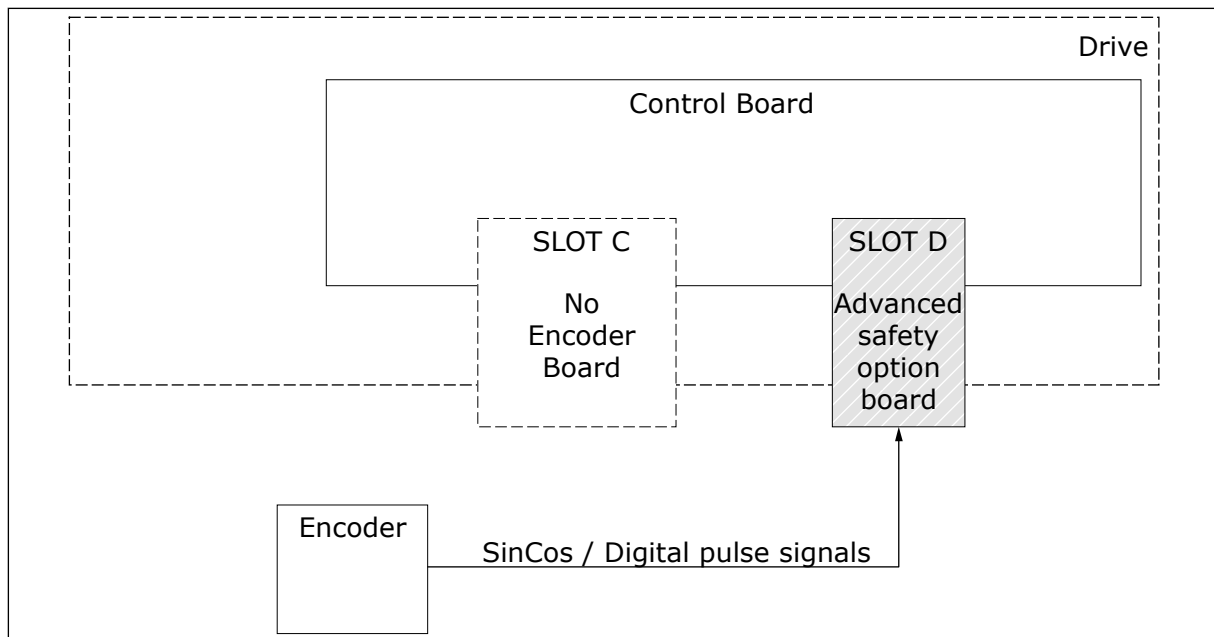 Drive
Control Board
SLOT C
No
Encoder
Board
SLOT D
Advanced
safety
option
board
Encoder
SinCos / Digital pulse signals